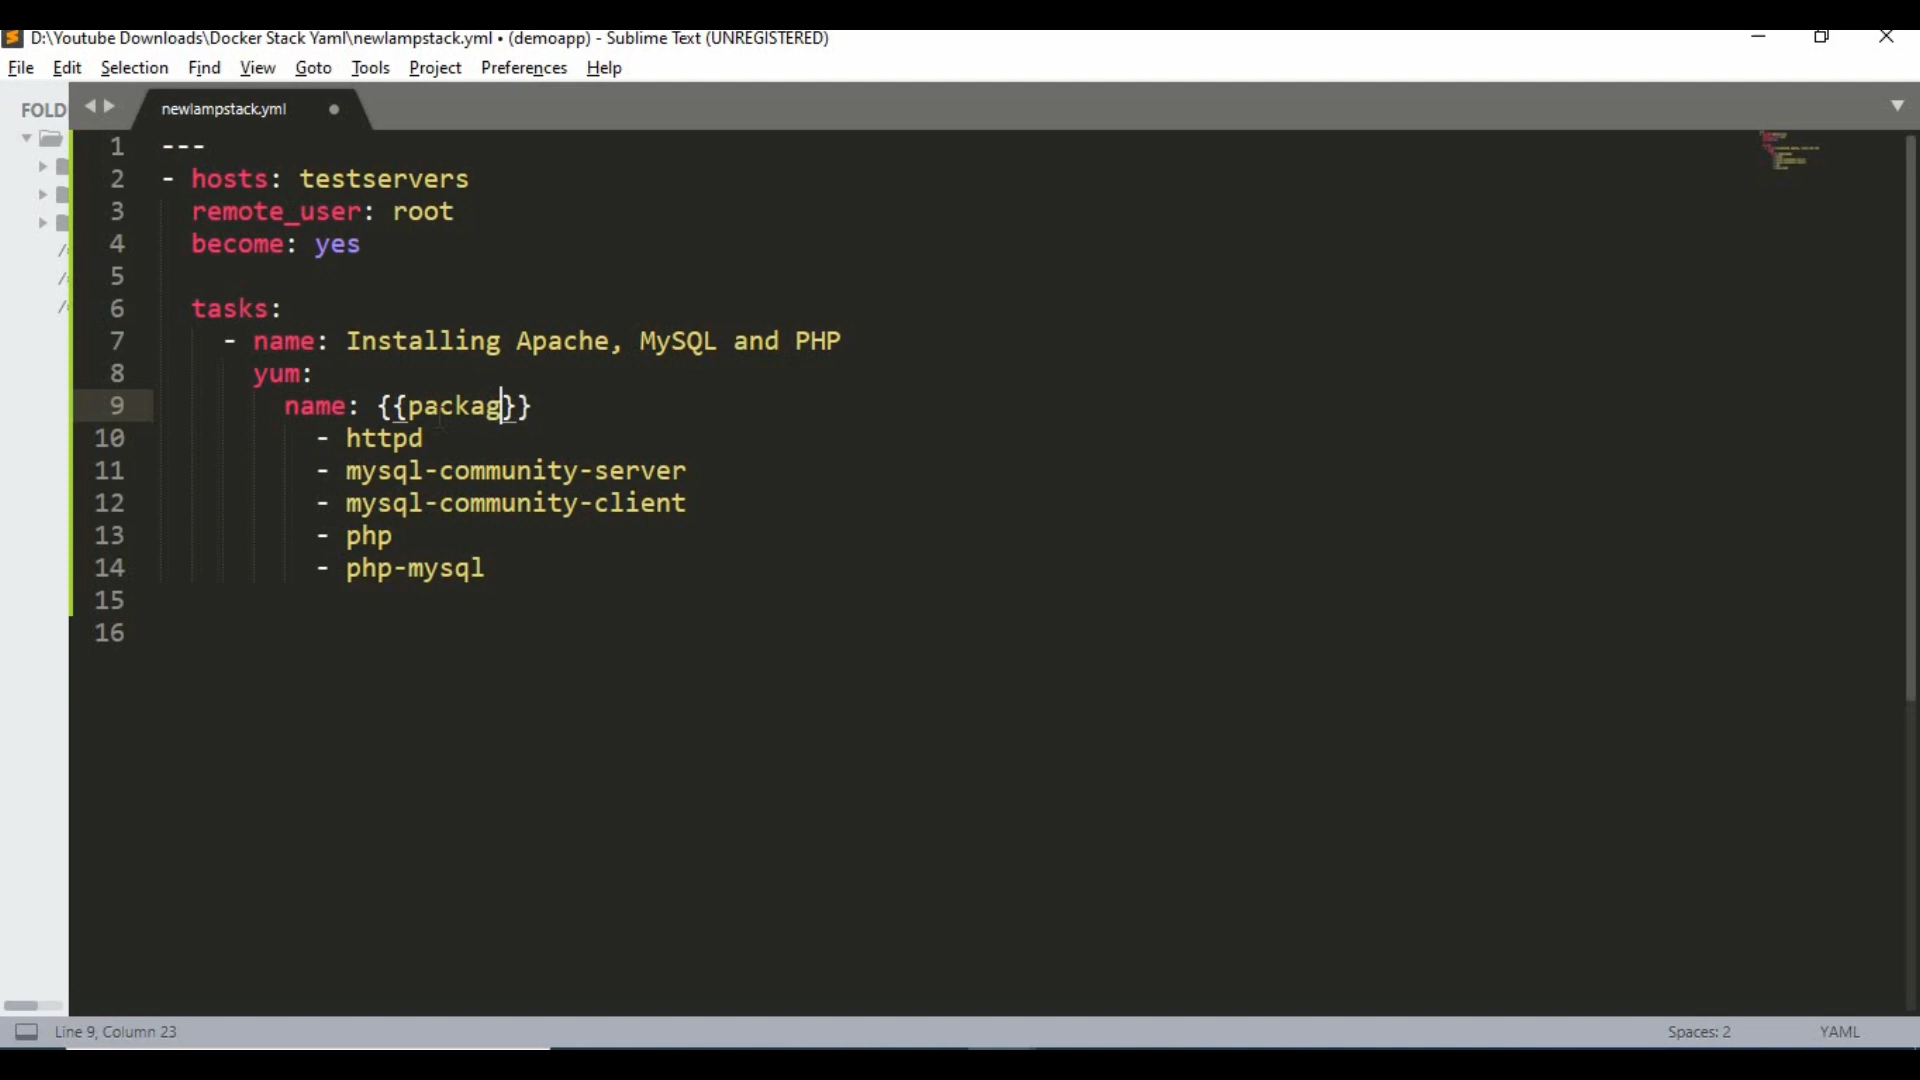 D:\Youtube Downloads\Docker Stack Yaml\newlampstack.yml • (demoapp) - Sublime Text (UNREGISTERED)
File Edit Selection Find View Goto Tools Project Preferences Help
FOLD
newlampstack.yml
1 ---
2 - hosts: testservers
3 remote_user: root
4 become: yes
5
6 tasks:
7 - name: Installing Apache, MySQL and PHP
8 yum:
9 name: {{packag}}
10 - httpd
11 - mysql-community-server
12 - mysql-community-client
13 - php
14 - php-mysql
15
16
Line 9, Column 23 Spaces: 2 YAML